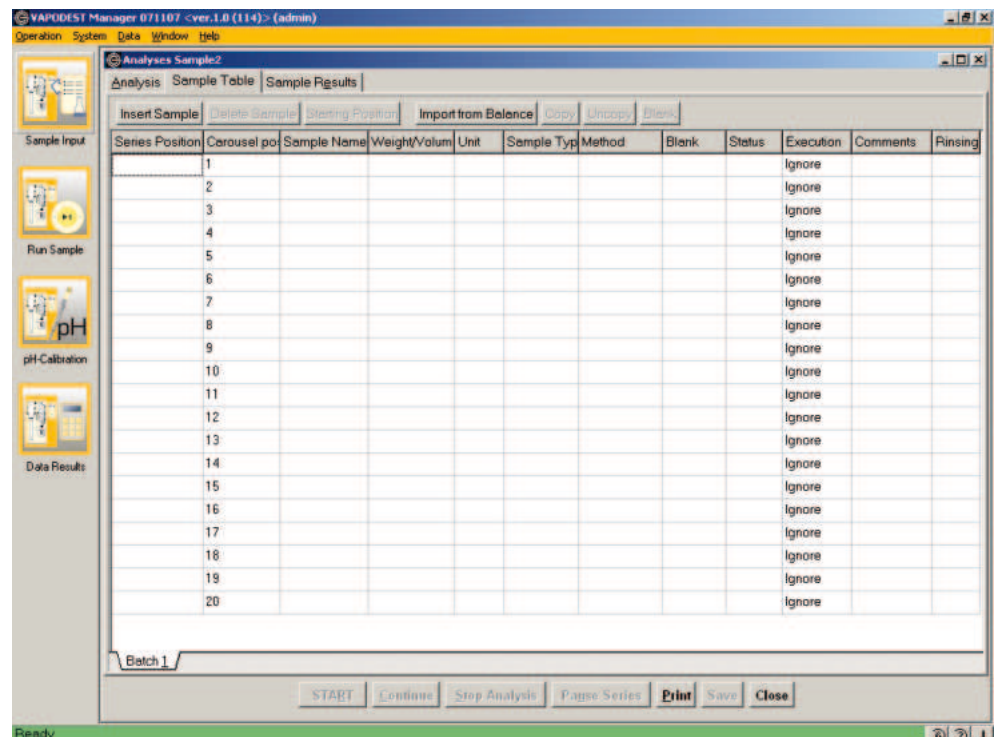 VAPODEST Manager 071107 <ver.1.0 (114)> (admin)
Operation System Data Window Help
Analyses Sample2
Analysis Sample Table Sample Results
Insert Sample Delete Sample Starting Position Import from Balance Copy Uncopy Blank
Series Position Carousel po Sample Name Weight/Volum Unit Sample Typ Method Blank Status Execution Comments Rinsing
1 Ignore
2 Ignore
3 Ignore
4 Ignore
5 Ignore
6 Ignore
7 Ignore
8 Ignore
9 Ignore
10 Ignore
11 Ignore
12 Ignore
13 Ignore
14 Ignore
15 Ignore
16 Ignore
17 Ignore
18 Ignore
19 Ignore
20 Ignore
Batch 1
START Continue Stop Analysis Pause Series Print Save Close
Sample Input
Run Sample
pH
pH-Calibration
Data Results
Ready